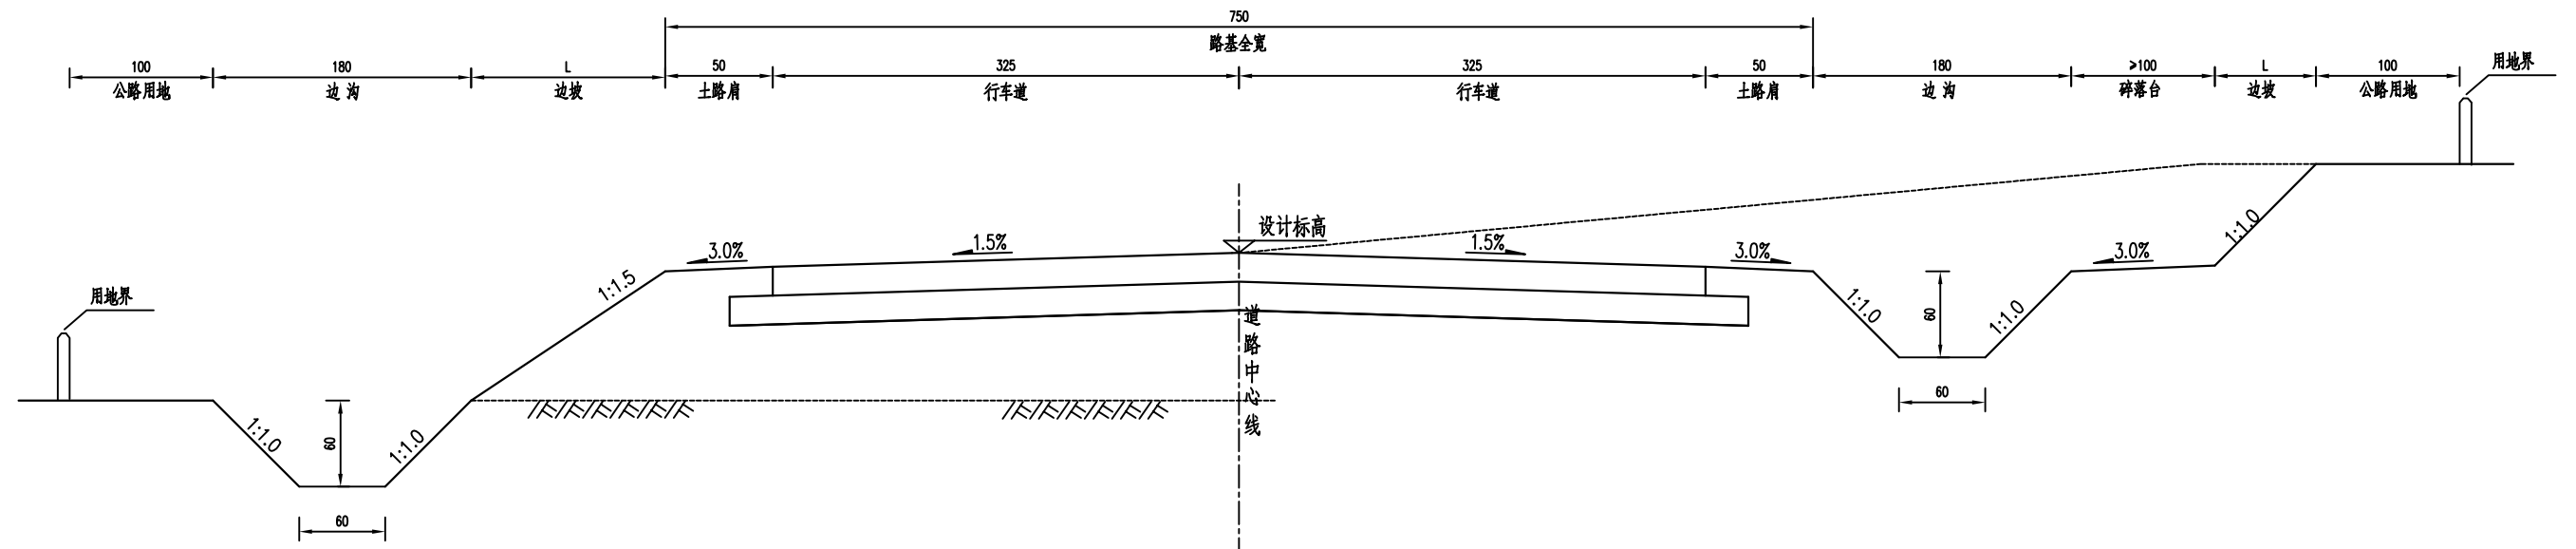 750
路基全宽
100
180
L
50
325
325
50
180
>100
L
100
用地界
公路用地
边 沟
边坡
土路肩
行车道
行车道
土路肩
边 沟
碎落台
边坡
公路用地
设计标高
3.0%
1.5%
1.5%
3.0%
3.0%
1:1.0
1:1.5
用地界
1:1.0
60
1:1.0
道路中心线
60
1:1.0
60
1:1.0
60